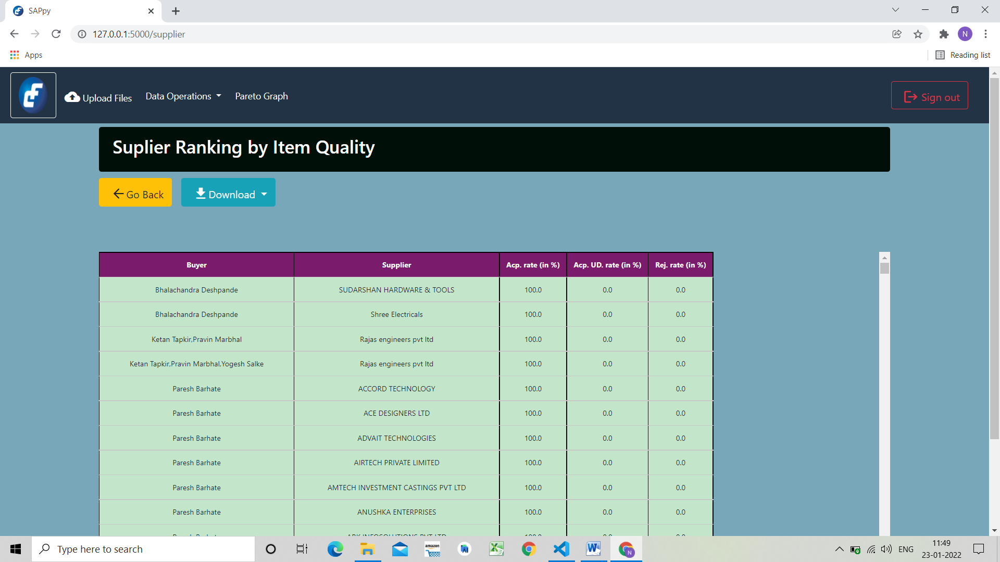 SAPpy
127.0.0.1:5000/supplier
N
Apps
Reading list
Upload Files
Data Operations
Pareto Graph
Sign out
Suplier Ranking by Item Quality
Go Back
Download
Buyer Supplier Acp. rate (in %) Acp. UD. rate (in %) Rej. rate (in %)
Bhalachandra Deshpande SUDARSHAN HARDWARE & TOOLS 100.0 0.0 0.0
Bhalachandra Deshpande Shree Electricals 100.0 0.0 0.0
Ketan Tapkir,Pravin Marbhal Rajas engineers pvt ltd 100.0 0.0 0.0
Ketan Tapkir,Pravin Marbhal,Yogesh Salke Rajas engineers pvt ltd 100.0 0.0 0.0
Paresh Barhate ACCORD TECHNOLOGY 100.0 0.0 0.0
Paresh Barhate ACE DESIGNERS LTD 100.0 0.0 0.0
Paresh Barhate ADVAIT TECHNOLOGIES 100.0 0.0 0.0
Paresh Barhate AIRTECH PRIVATE LIMITED 100.0 0.0 0.0
Paresh Barhate AMTECH INVESTMENT CASTINGS PVT LTD 100.0 0.0 0.0
Paresh Barhate ANUSHKA ENTERPRISES 100.0 0.0 0.0
Type here to search
amazon
N
ENG
11:49
23-01-2022